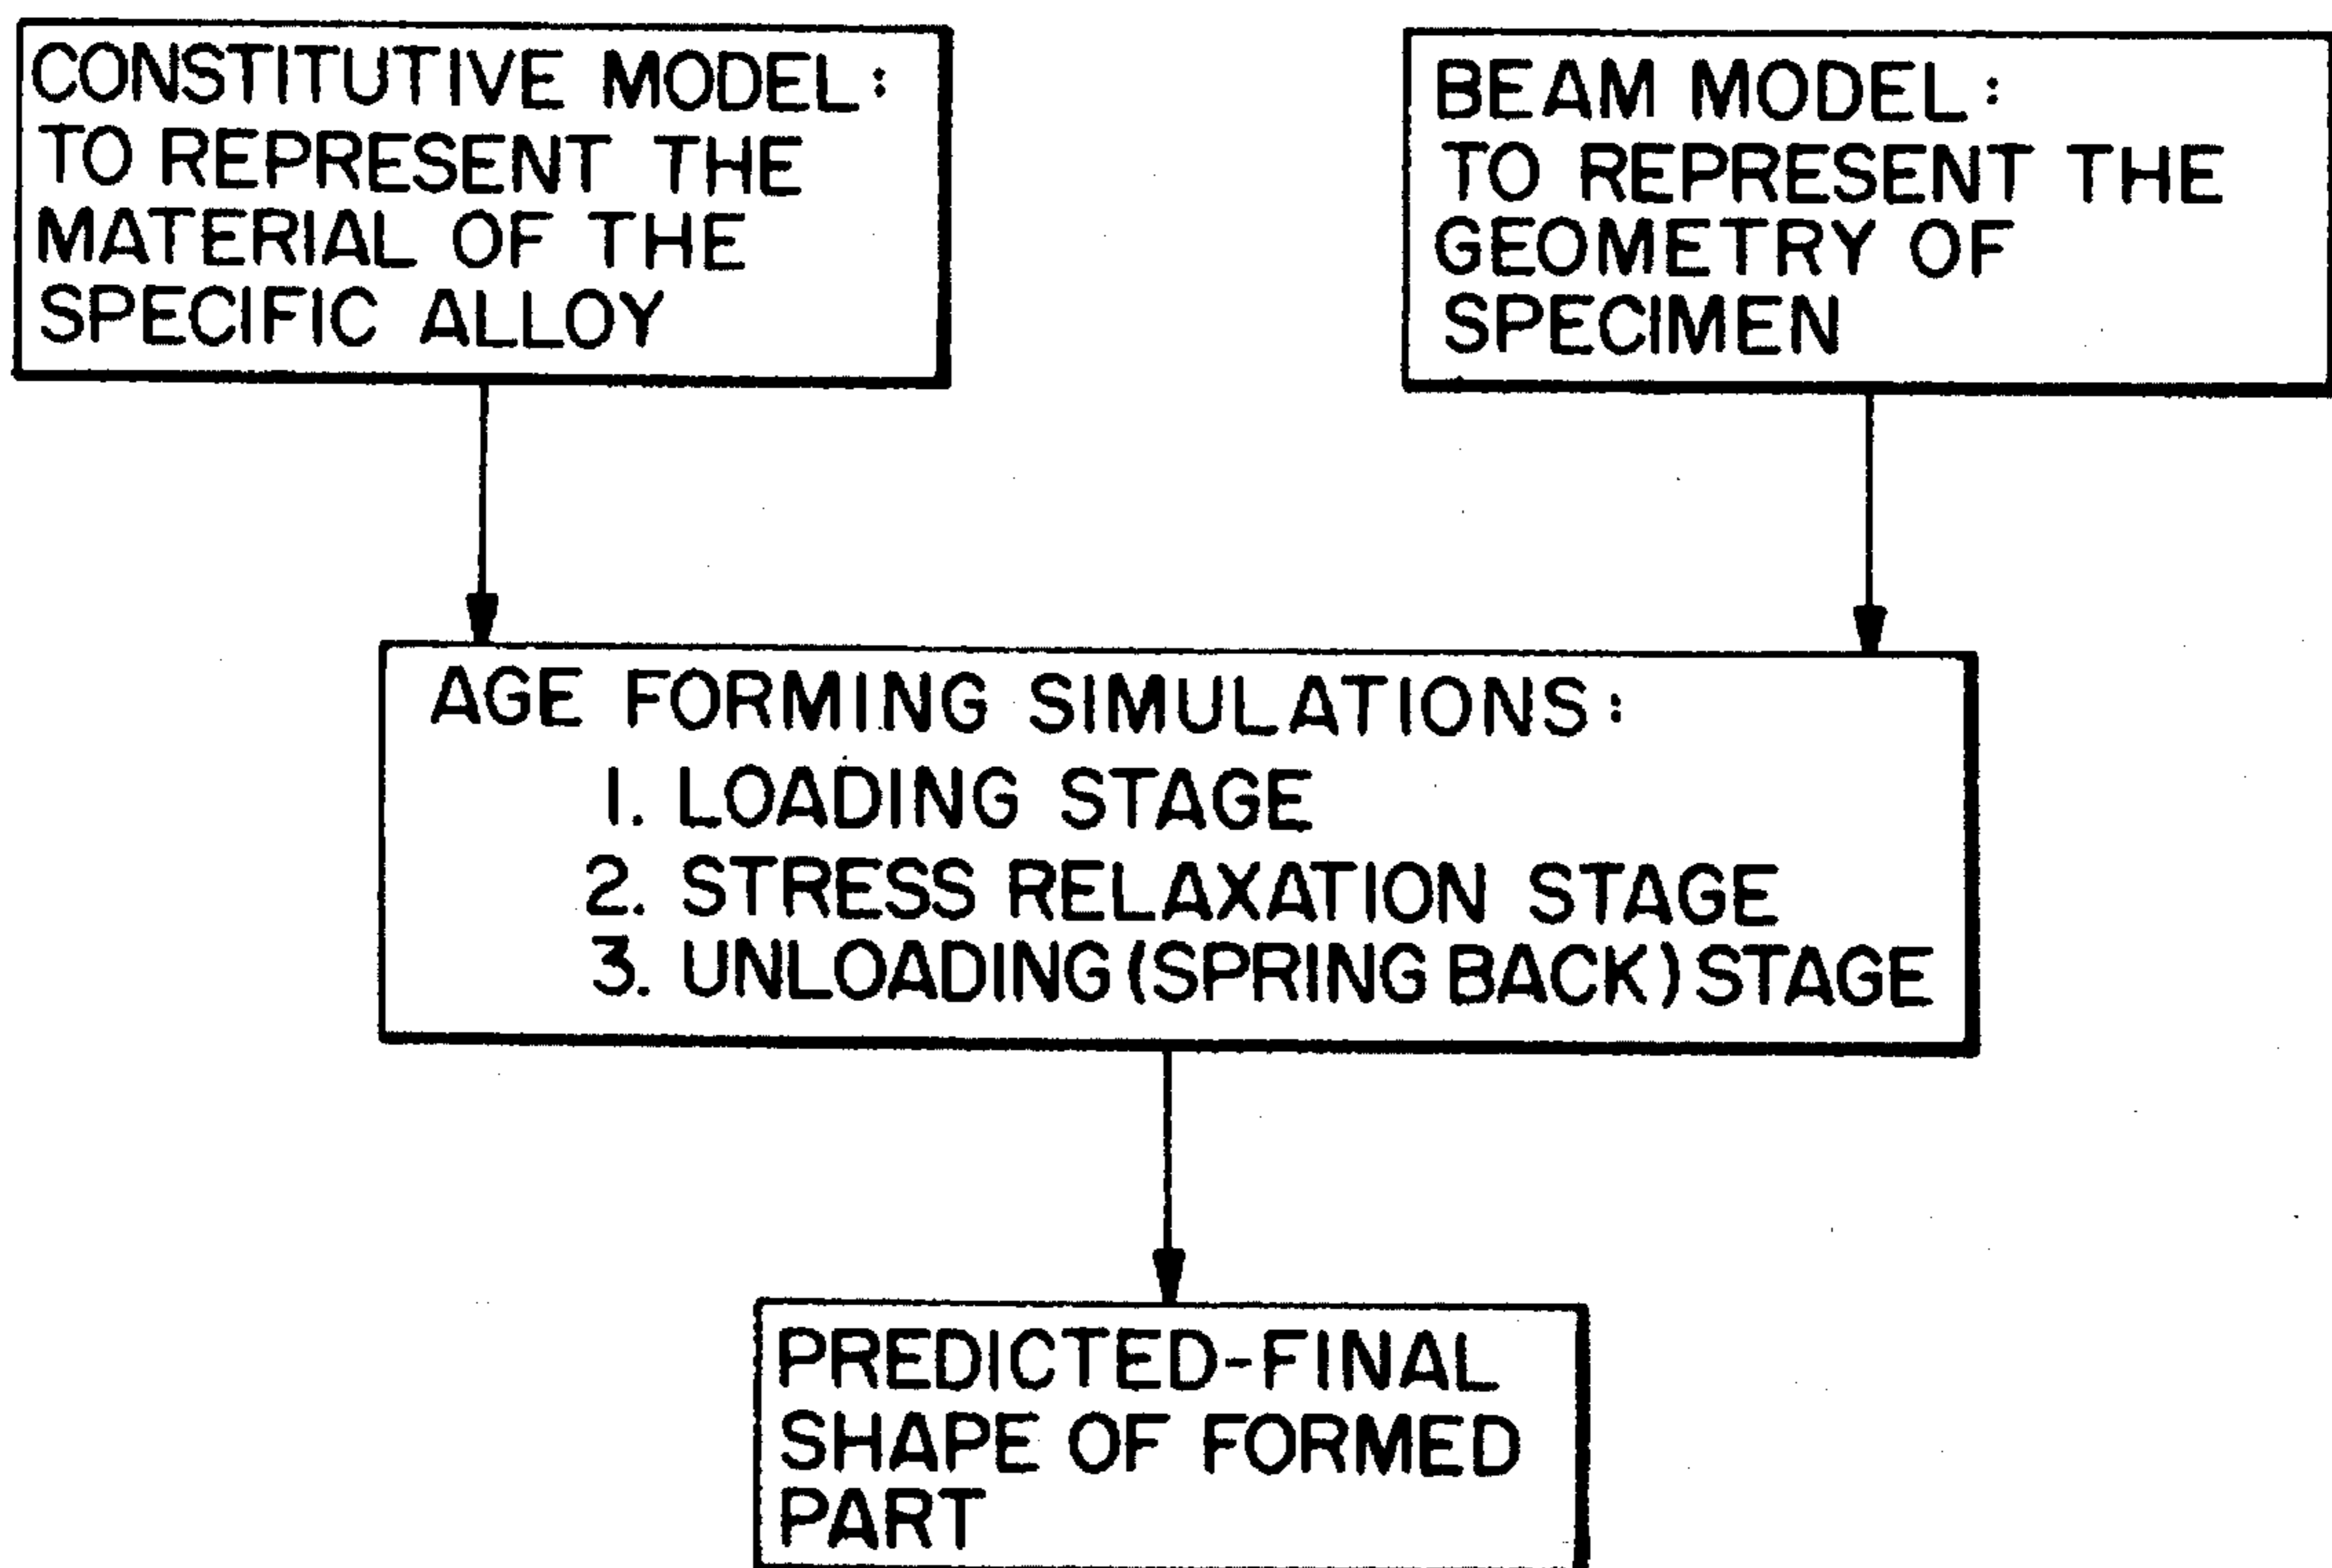 CONSTITUTIVE MODEL:
TO REPRESENT THE
MATERIAL OF THE
SPECIFIC ALLOY
BEAM MODEL:
TO REPRESENT THE
GEOMETRY OF
SPECIMEN
AGE FORMING SIMULATIONS:
1. LOADING STAGE
2. STRESS RELAXATION STAGE
3. UNLOADING (SPRING BACK) STAGE
PREDICTED-FINAL
SHAPE OF FORMED
PART